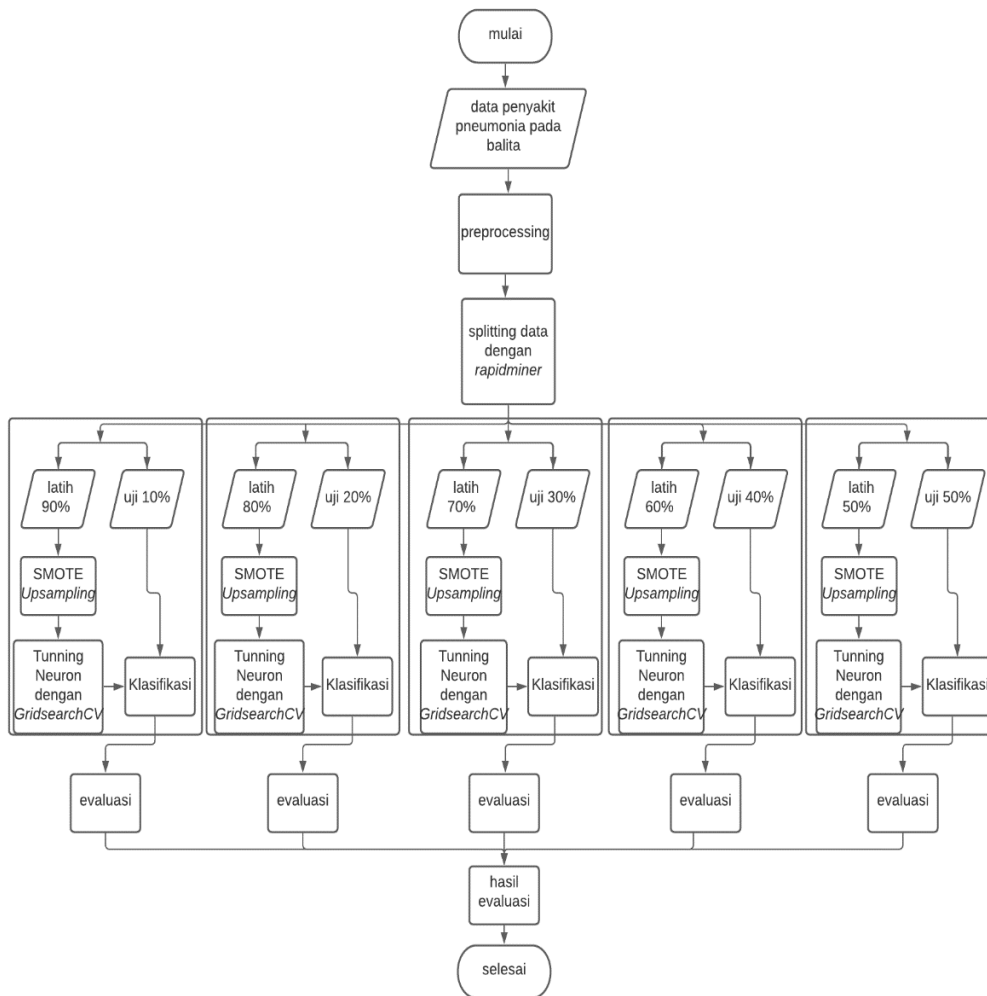 mulai
data penyakit
pneumonia pada
balita
preprocessing
splitting data
dengan
rapidminer
latih
90%
uji 10%
SMOTE
Upsampling
Tunning
Neuron
dengan
GridsearchCV
Klasifikasi
latih
80%
uji 20%
SMOTE
Upsampling
Tunning
Neuron
dengan
GridsearchCV
Klasifikasi
latih
70%
uji 30%
SMOTE
Upsampling
Tunning
Neuron
dengan
GridsearchCV
Klasifikasi
latih
60%
uji 40%
SMOTE
Upsampling
Tunning
Neuron
dengan
GridsearchCV
Klasifikasi
latih
50%
uji 50%
SMOTE
Upsampling
Tunning
Neuron
dengan
GridsearchCV
Klasifikasi
evaluasi
evaluasi
evaluasi
evaluasi
evaluasi
hasil
evaluasi
selesai